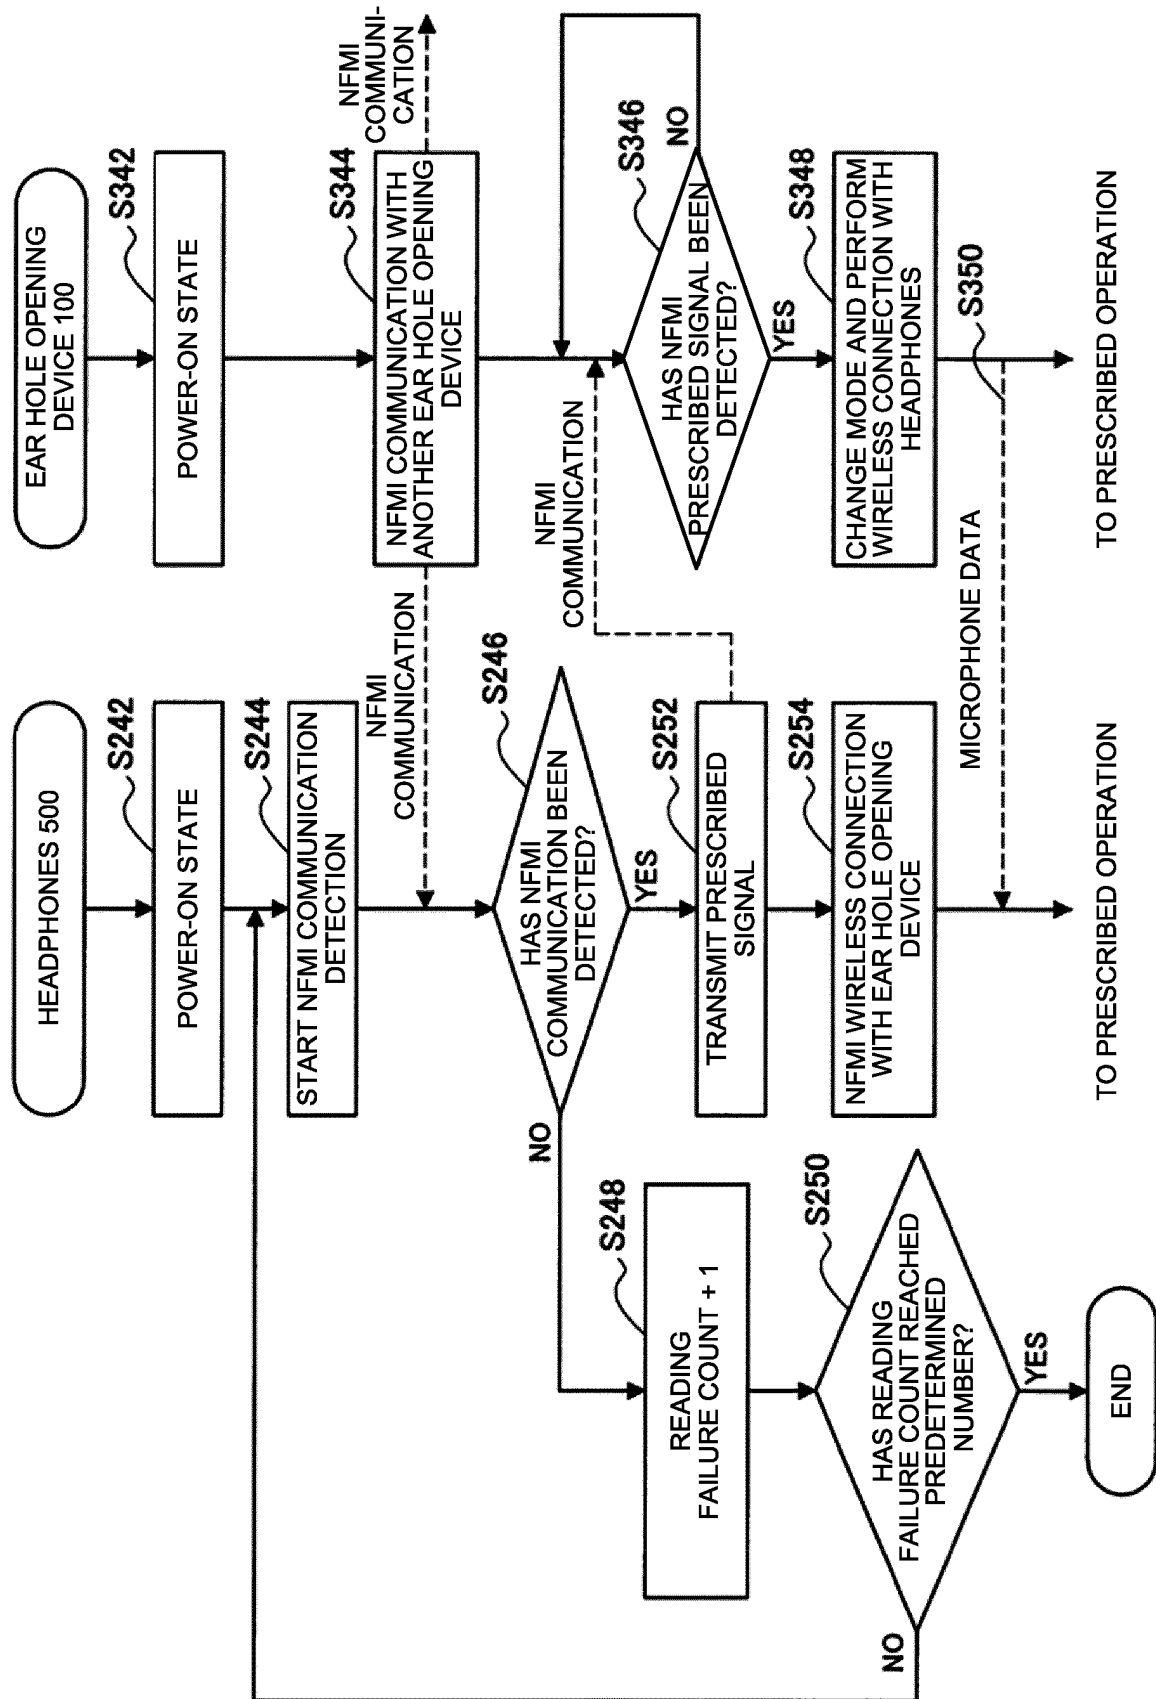 HEADPHONES 500
S242
POWER-ON STATE
S244
START NFMI COMMUNICATION
DETECTION
NFMI
COMMUNICATION
S246
HAS NFMI
COMMUNICATION BEEN
DETECTED?
NO
YES
S248
READING
FAILURE COUNT + 1
S250
HAS READING
FAILURE COUNT REACHED
PREDETERMINED
NUMBER?
NO
YES
END
S252
TRANSMIT PRESCRIBED
SIGNAL
S254
NFMI WIRELESS CONNECTION
WITH EAR HOLE OPENING
DEVICE
TO PRESCRIBED OPERATION
EAR HOLE OPENING
DEVICE 100
S342
POWER-ON STATE
S344
NFMI COMMUNICATION WITH
ANOTHER EAR HOLE OPENING
DEVICE
NFMI
COMMUNI-
CATION
NFMI
COMMUNICATION
S346
HAS NFMI
PRESCRIBED SIGNAL BEEN
DETECTED?
NO
YES
S348
CHANGE MODE AND PERFORM
WIRELESS CONNECTION WITH
HEADPHONES
S350
MICROPHONE DATA
TO PRESCRIBED OPERATION